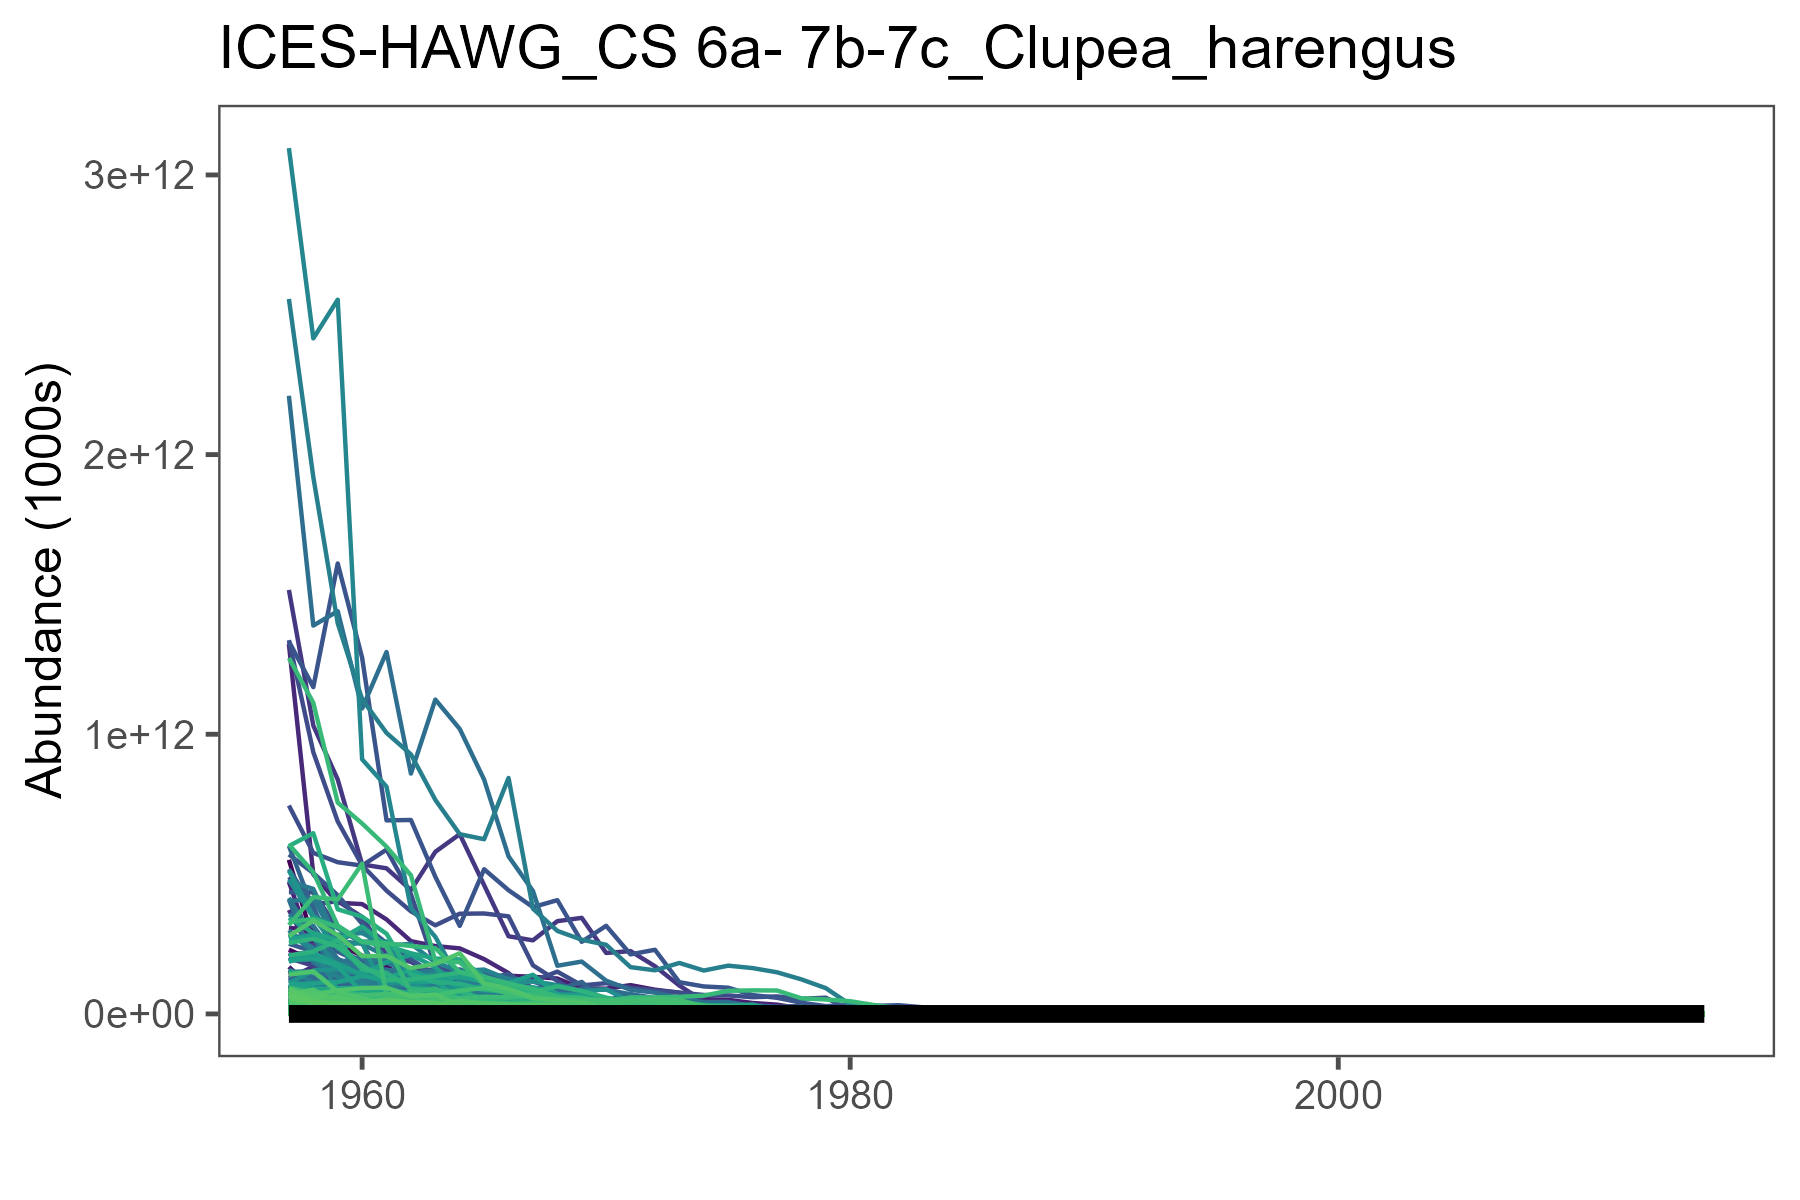 ICES-HAWG_CS 6a- 7b-7c_Clupea_harengus
Abundance (1000s)
3e+12
2e+12
1e+12
0e+00
1960
1980
2000